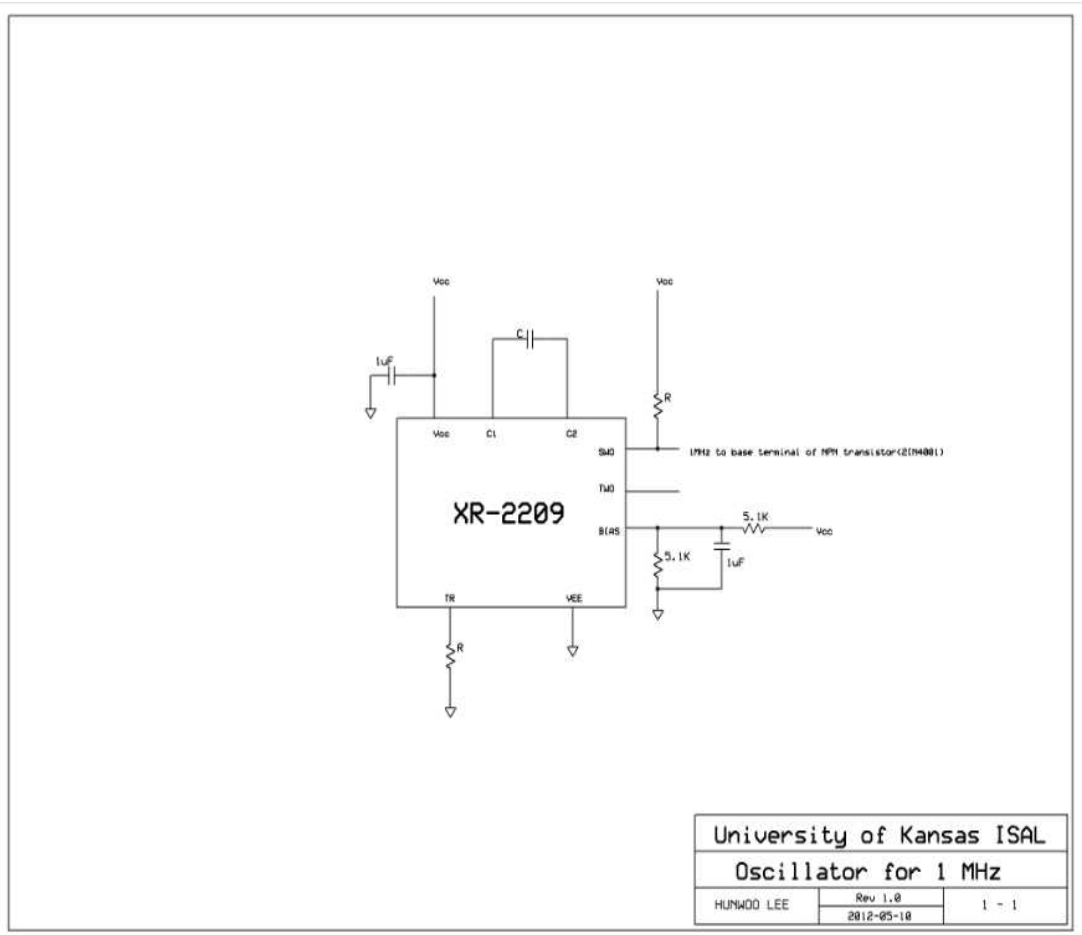 Vcc
Vcc
C
1uF
R
Vcc
C1
C2
SWO
1MHz to base terminal of NPN transistor(2IN4001)
TWO
XR-2209
BIAS
5.1K
Vcc
5.1K
1uF
TR
VEE
R
University of Kansas ISAL
Oscillator for 1 MHz
HUNWOO LEE
Rev 1.0
2012-05-10
1 - 1